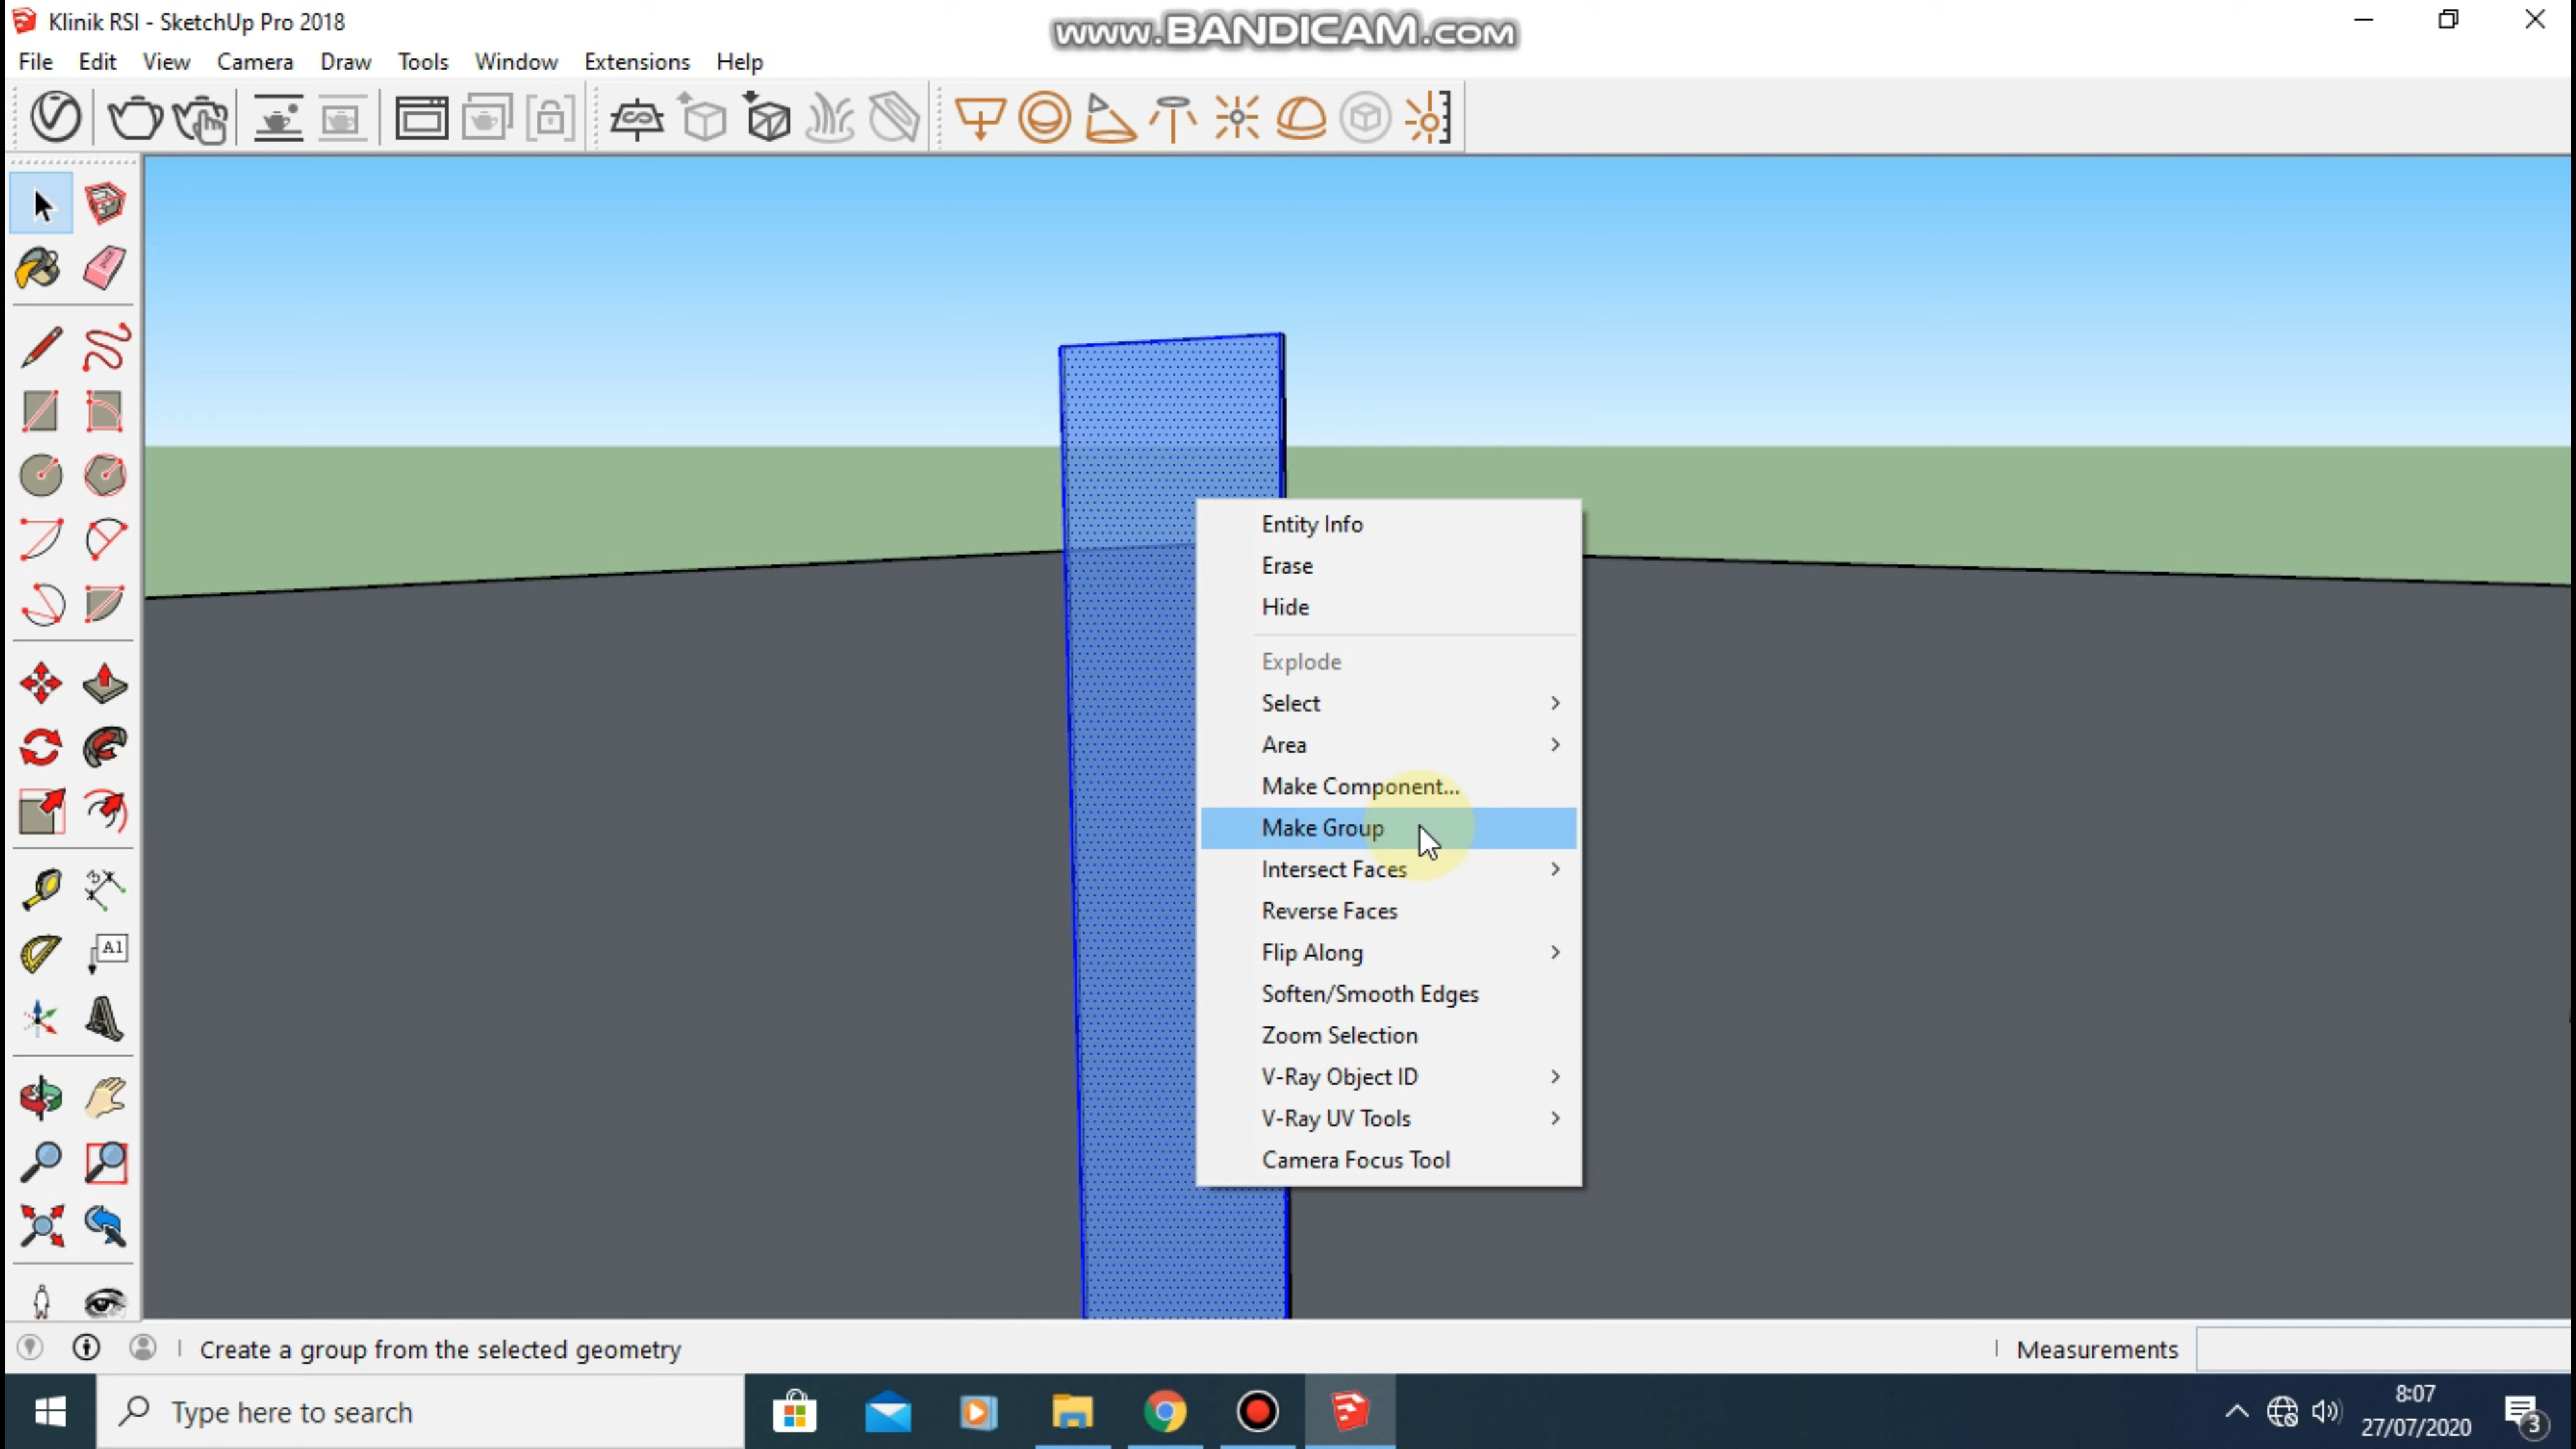 Klinik RSI - SketchUp Pro 2018
www.BANDICAM.com
File Edit View Camera Draw Tools Window Extensions Help
Entity Info
Erase
Hide
Explode
Select
Area
Make Component...
Make Group
Intersect Faces
Reverse Faces
Flip Along
Soften/Smooth Edges
Zoom Selection
V-Ray Object ID
V-Ray UV Tools
Camera Focus Tool
A1
Create a group from the selected geometry
Measurements
Type here to search
8:07
27/07/2020
3